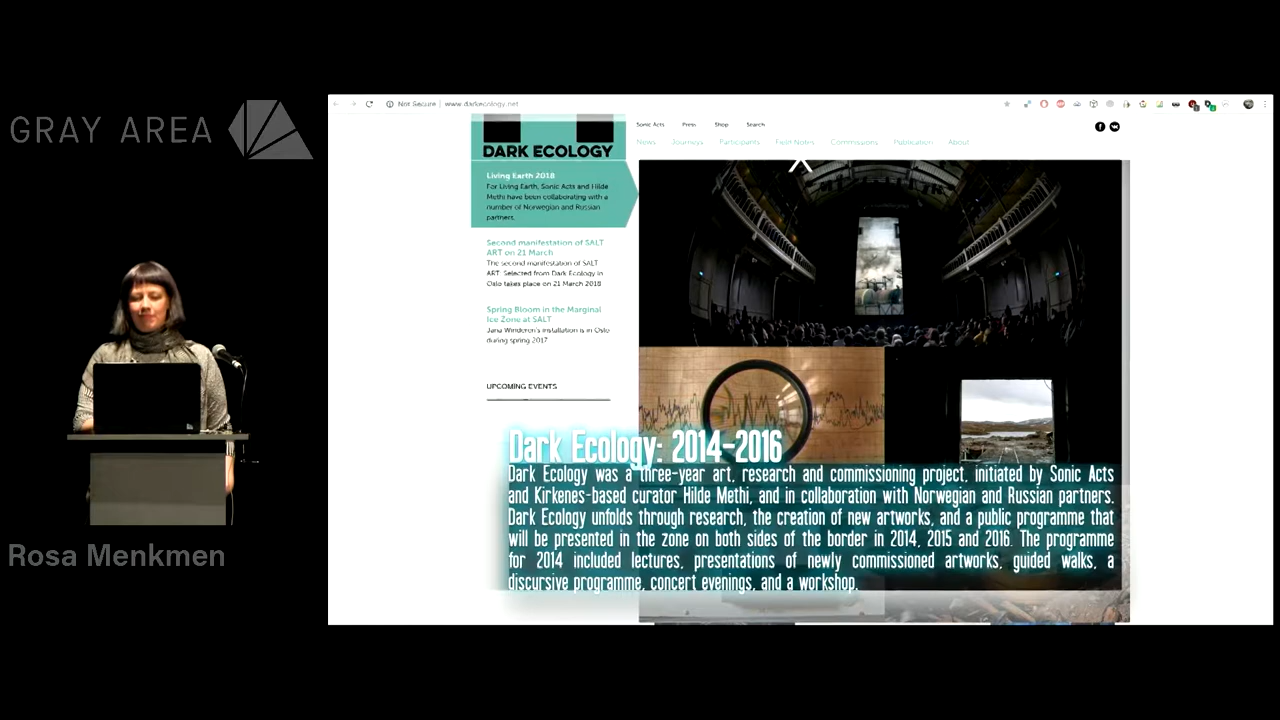 GRAY AREA
Rosa Menkmen
Not Secure | www.darkecology.net
Sonic Acts Press Shop Search
News Journeys Participants Field Notes Commissions Publication About
DARK ECOLOGY
Living Earth 2018
For Living Earth, Sonic Acts and Hilde
Methi have been collaborating with a
number of Norwegian and Russian
partners.
Second manifestation of SALT
ART on 21 March
The second manifestation of SALT
ART: Selected from Dark Ecology in
Oslo takes place on 21 March 2018
Spring Bloom in the Marginal
Ice Zone at SALT
Jana Winderen's installation is in Oslo
during spring 2017
UPCOMING EVENTS
Dark Ecology: 2014-2016
Dark Ecology was a three-year art, research and commissioning project, initiated by Sonic Acts
and Kirkenes-based curator Hilde Methi, and in collaboration with Norwegian and Russian partners.
Dark Ecology unfolds through research, the creation of new artworks, and a public programme that
will be presented in the zone on both sides of the border in 2014, 2015 and 2016. The programme
for 2014 included lectures, presentations of newly commissioned artworks, guided walks, a
discursive programme, concert evenings, and a workshop.